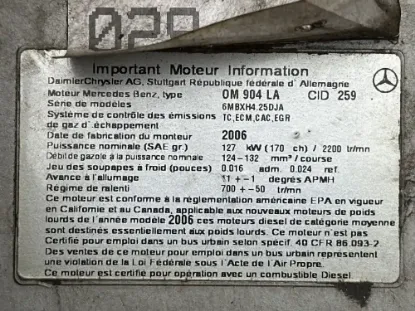 029
Important Moteur Information
DaimlerChrysler AG, Stuttgart République fédérale d'Allemagne
Moteur Mercedes Benz, type OM 904 LA CID 259
Série de modèles 6MBXH4.25DJA
Système de contrôle des émissions TC,ECM,CAC,EGR
de gaz d'échappement
Date de fabrication du monteur 2006
Puissance nominale (SAE gr.) 127 kW (170 ch) / 2200 tr/mn
Débit de gazole à la puissance nominale 124-132 mm³/course
Jeu des soupapes à froid (pouces) 0.016 adm. 0.024 ref.
Avance à l'allumage 11 +-1 degrés APMH
Régime de ralenti 700 +-50 tr/mn
Ce moteur est conforme à la réglementation américaine EPA en vigueur
en Californie et au Canada, applicable aux nouveaux moteurs de poids
lourds de l'année modèle 2006 ces moteurs diesel de catégorie moyenne
sont destinés essentiellement aux poids lourds. Ce moteur n'est pas
Certifié pour emploi dans un bus urbain selon specif. 40 CFR 86.093-2
Des ventes de ce moteur pour emploi dans un bus urbain représentent
une violation de la Loi Fédérale sous l'Acte de l'Air Propre.
Ce moteur est certifié pour opération avec un combustible Diesel.